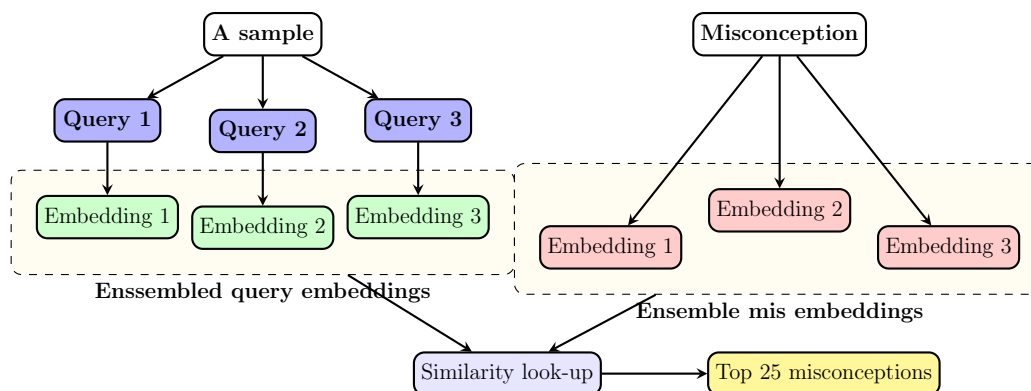 A sample
Misconception
Query 1
Query 2
Query 3
Embedding 1
Embedding 2
Embedding 3
Embedding 1
Embedding 2
Embedding 3
Enssembled query embeddings
Ensemble mis embeddings
Similarity look-up
Top 25 misconceptions